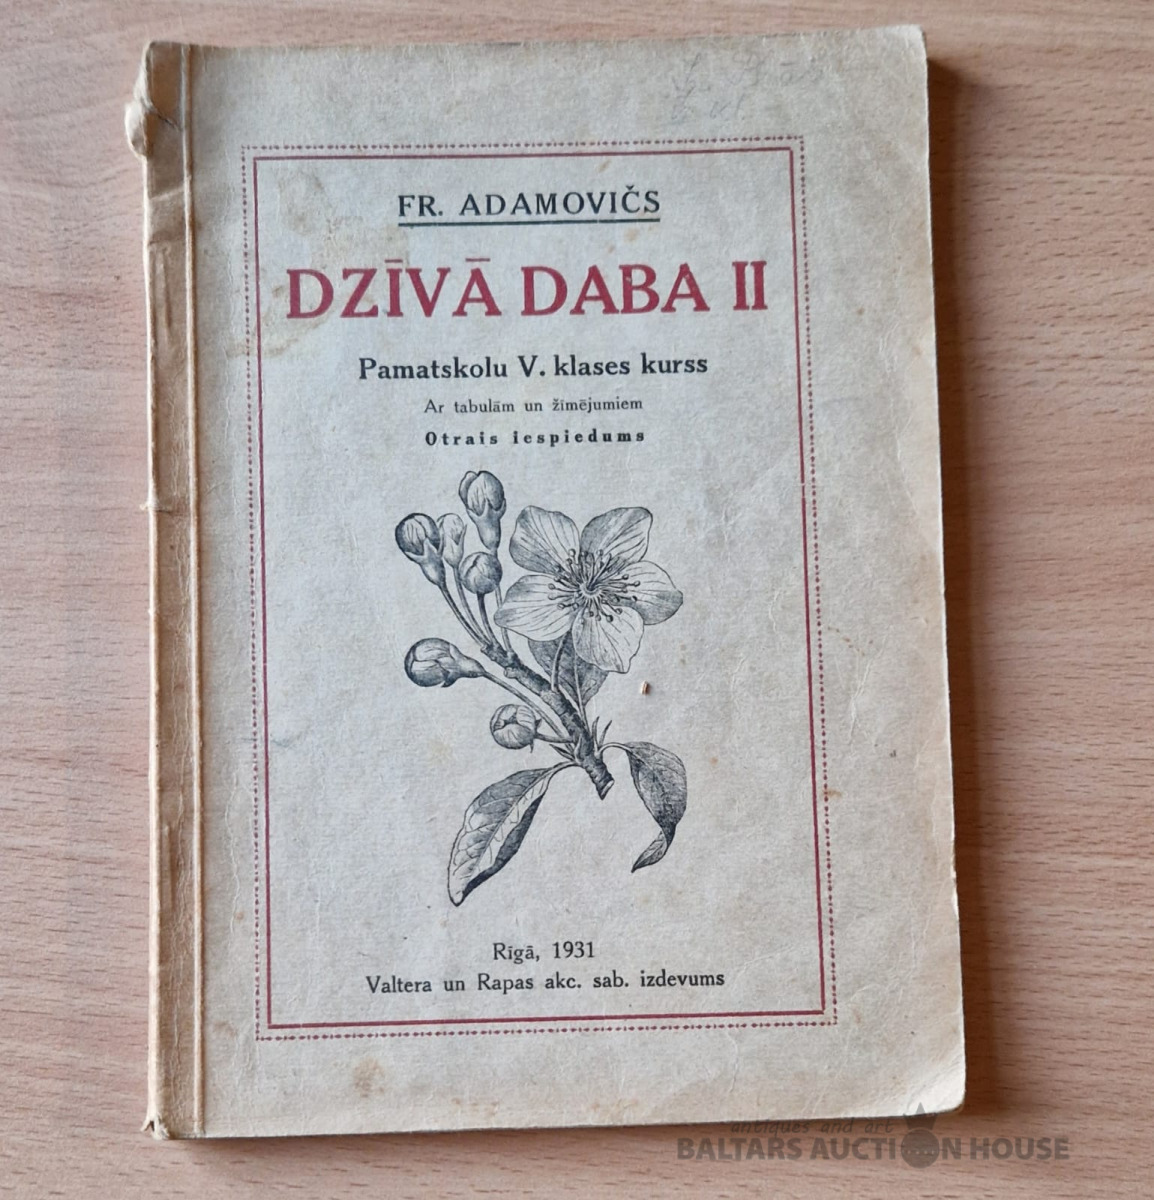 FR. ADAMOVIČS
DZĪVĀ DABA II
Pamatskolu V. klases kurss
Ar tabulām un žīmējumiem
Otrais iespiedums
Rīgā, 1931
Valtera un Rapas akc. sab. izdevums
antiques and art
BALTARS AUCTION HOUSE